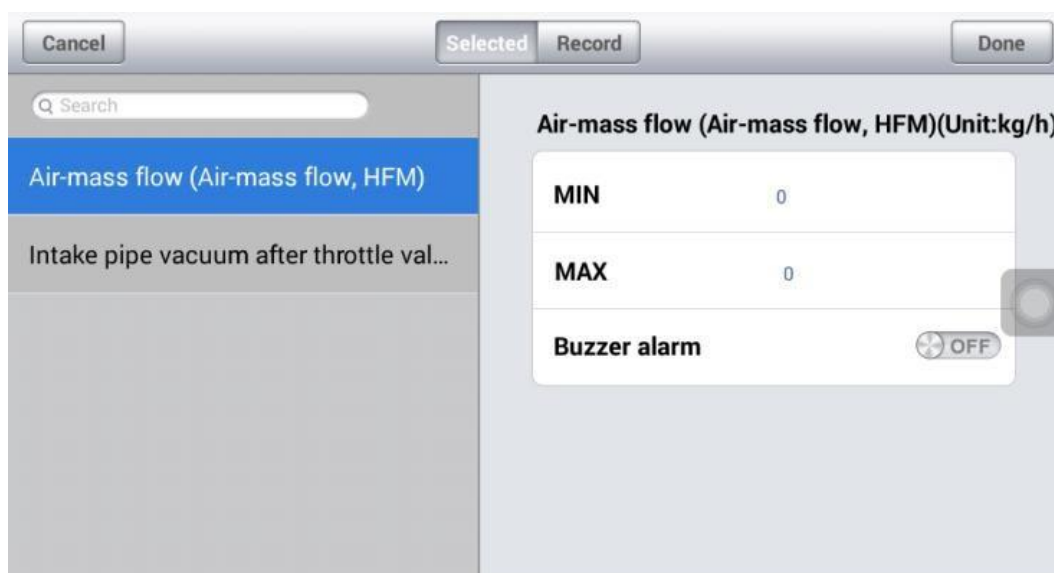 Cancel
Selected
Record
Done
Search
Air-mass flow (Air-mass flow, HFM)
Intake pipe vacuum after throttle val...
Air-mass flow (Air-mass flow, HFM)(Unit:kg/h)
MIN
0
MAX
0
Buzzer alarm
OFF